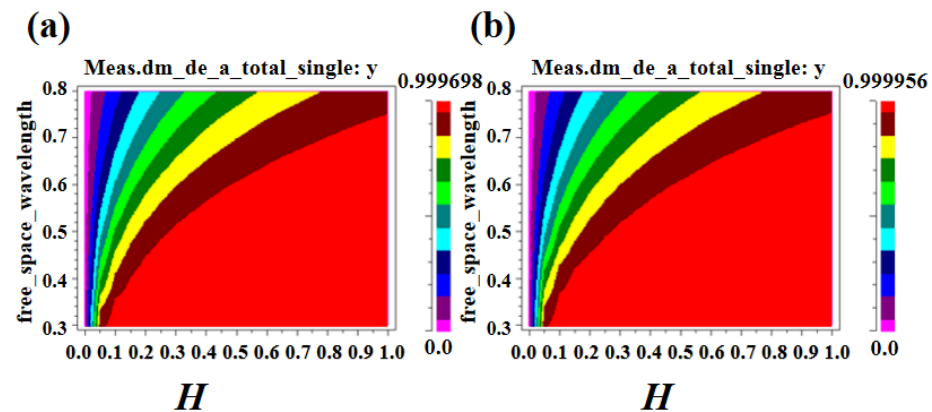 (a)
Meas.dm_de_a_total_single: y
0.999698
free_space_wavelength
0.8
0.7
0.6
0.5
0.4
0.3
0.0 0.1 0.2 0.3 0.4 0.5 0.6 0.7 0.8 0.9 1.0
0.0
H
(b)
Meas.dm_de_a_total_single: y
0.999956
free_space_wavelength
0.8
0.7
0.6
0.5
0.4
0.3
0.0 0.1 0.2 0.3 0.4 0.5 0.6 0.7 0.8 0.9 1.0
0.0
H